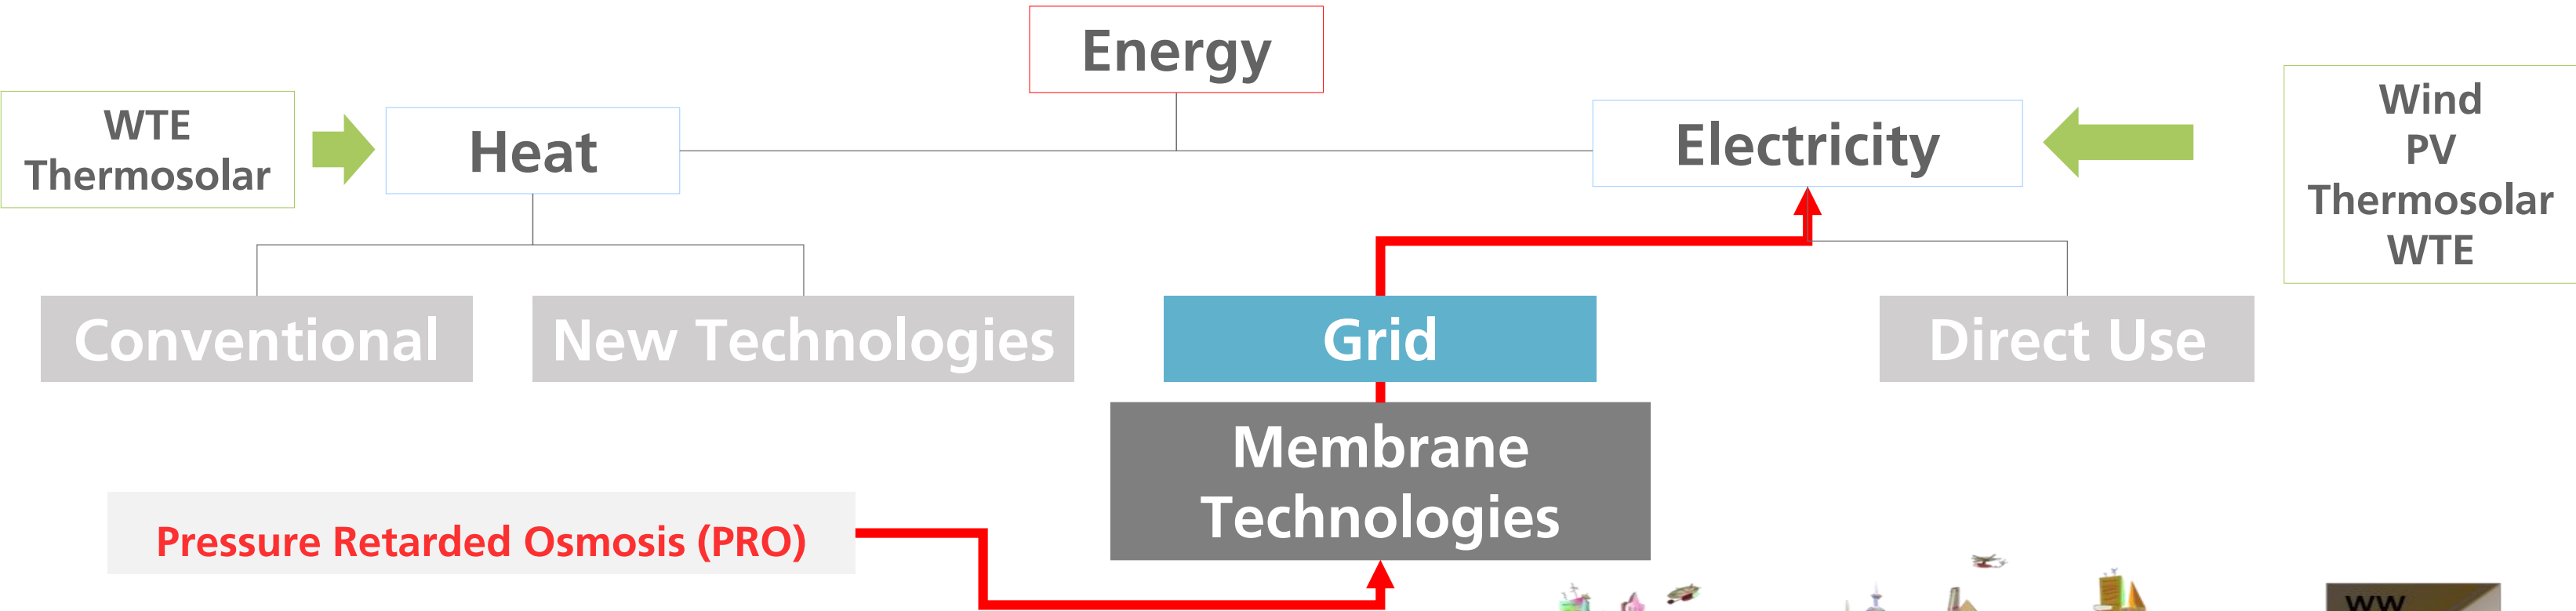 Energy
WTE
Thermosolar
Heat
Electricity
Wind
PV
Thermosolar
WTE
Conventional
New Technologies
Grid
Direct Use
Membrane
Technologies
Pressure Retarded Osmosis (PRO)
WW